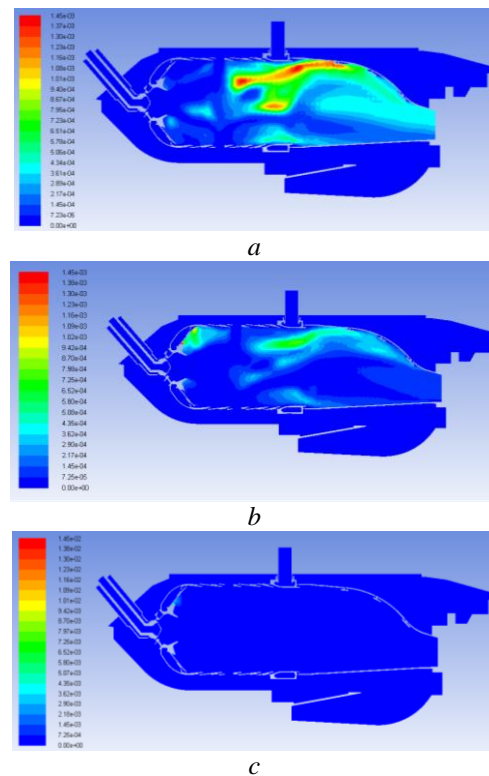 1.45e-03
1.37e-03
1.30e-03
1.23e-03
1.16e-03
1.08e-03
1.01e-03
9.40e-04
8.67e-04
7.95e-04
7.23e-04
6.51e-04
5.78e-04
5.06e-04
4.34e-04
3.61e-04
2.89e-04
2.17e-04
1.45e-04
7.23e-05
0.00e+00
a
1.45e-03
1.38e-03
1.30e-03
1.23e-03
1.16e-03
1.09e-03
1.02e-03
9.42e-04
8.70e-04
7.98e-04
7.25e-04
6.52e-04
5.80e-04
5.08e-04
4.35e-04
3.62e-04
2.90e-04
2.17e-04
1.45e-04
7.25e-05
0.00e+00
b
1.45e-02
1.38e-02
1.30e-02
1.23e-02
1.16e-02
1.09e-02
1.01e-02
9.42e-03
8.70e-03
7.97e-03
7.25e-03
6.52e-03
5.80e-03
5.07e-03
4.35e-03
3.62e-03
2.90e-03
2.18e-03
1.45e-03
7.25e-04
0.00e+00
c